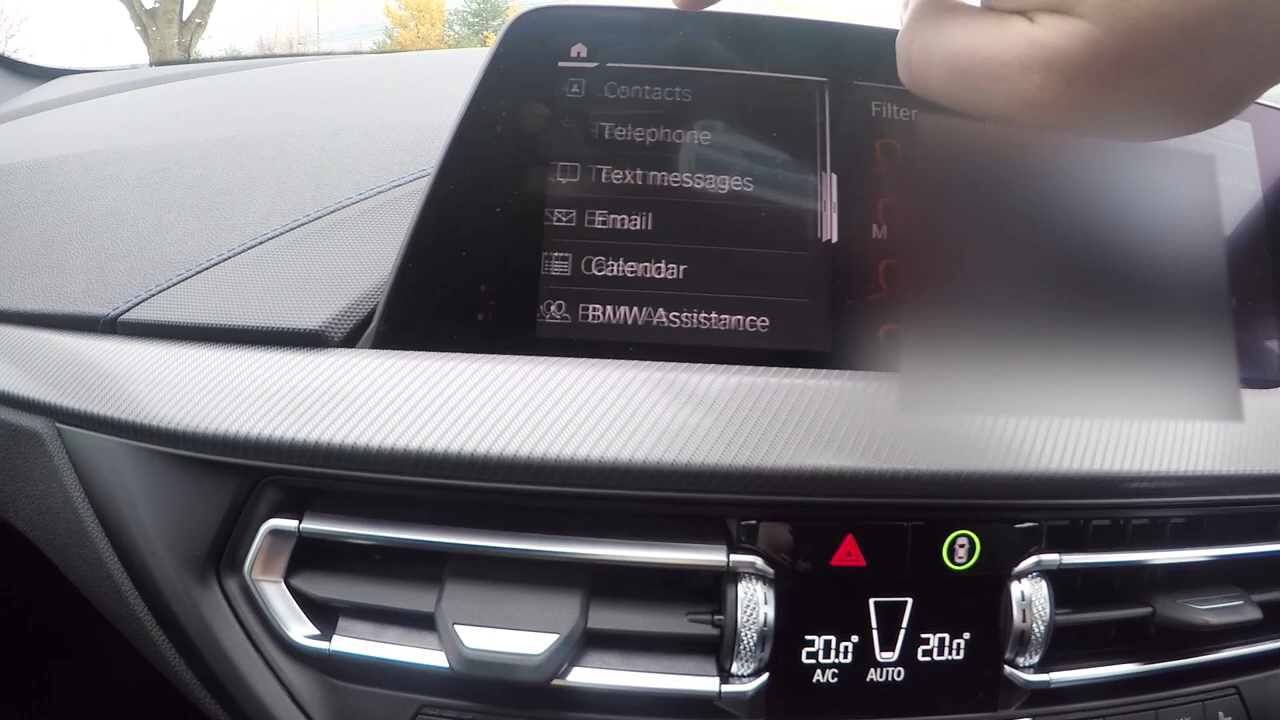 Contacts
Telephone
Text messages
Email
Calendar
BMW Assistance
Filter
M
20.0°
20.0°
A/C
AUTO